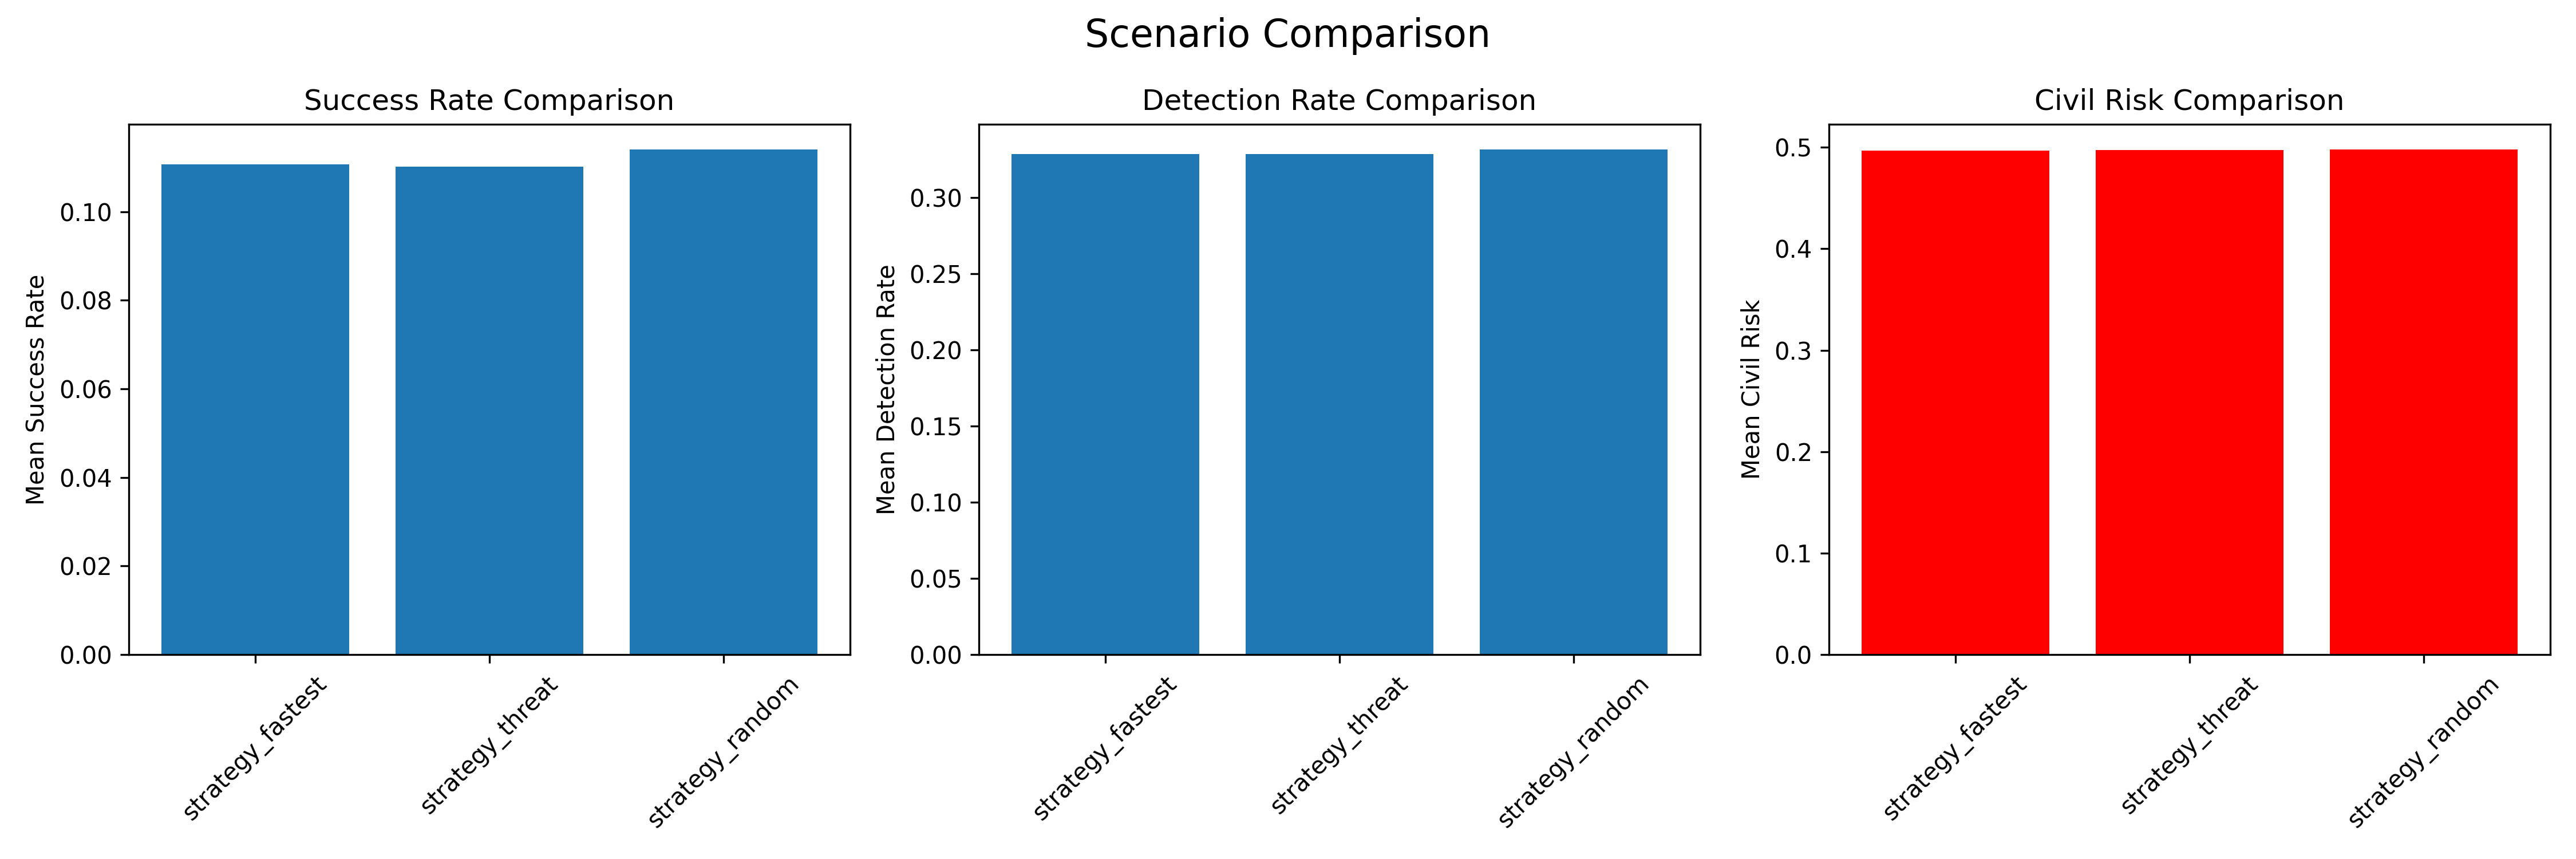 Scenario Comparison
Success Rate Comparison
Mean Success Rate
0.10
0.08
0.06
0.04
0.02
0.00
strategy_fastest
strategy_threat
strategy_random
Detection Rate Comparison
Mean Detection Rate
0.30
0.25
0.20
0.15
0.10
0.05
0.00
strategy_fastest
strategy_threat
strategy_random
Civil Risk Comparison
Mean Civil Risk
0.5
0.4
0.3
0.2
0.1
0.0
strategy_fastest
strategy_threat
strategy_random